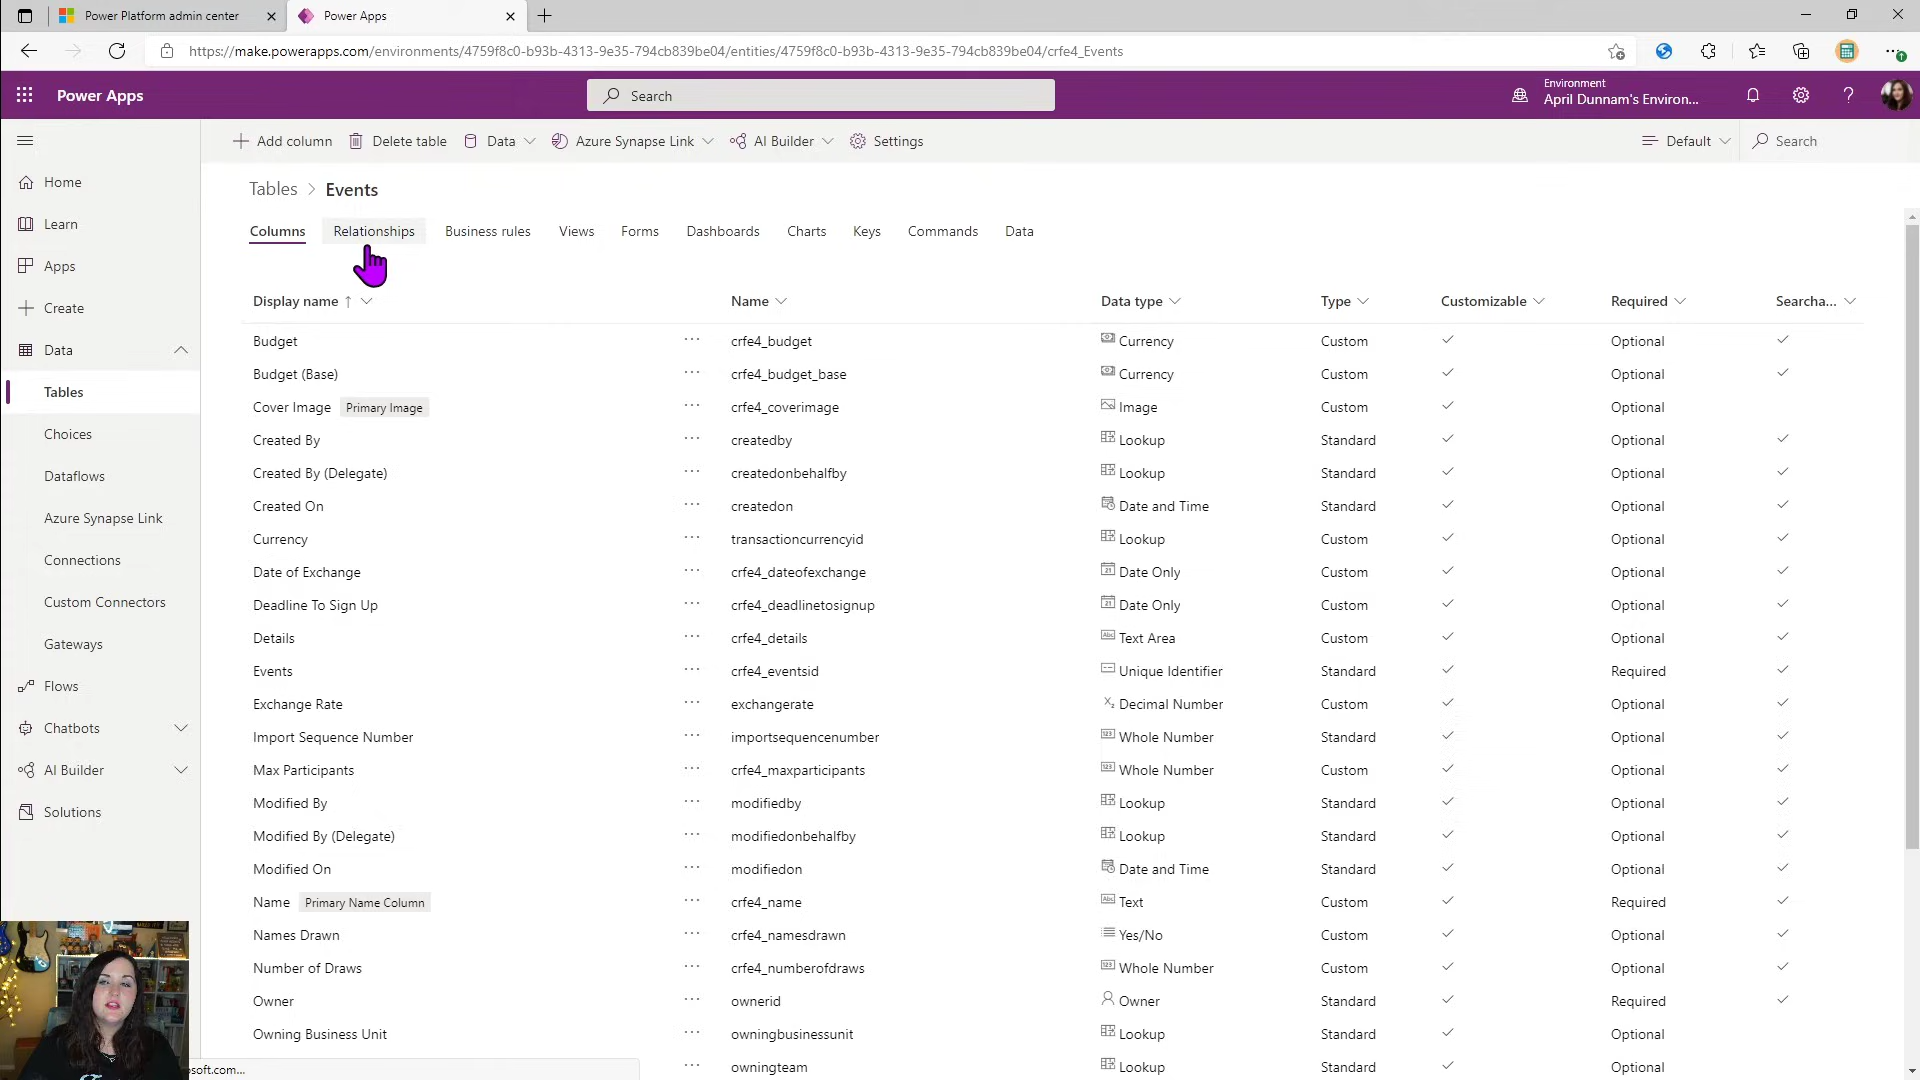 Power Platform admin center
Power Apps
https://make.powerapps.com/environments/4759f8c0-b93b-4313-9e35-794cb839be04/entities/4759f8c0-b93b-4313-9e35-794cb839be04/crfe4_Events
Power Apps
Search
Environment
April Dunnam's Environ...
Add column
Delete table
Data
Azure Synapse Link
AI Builder
Settings
Default
Search
Home
Learn
Apps
Create
Data
Tables
Choices
Dataflows
Azure Synapse Link
Connections
Custom Connectors
Gateways
Flows
Chatbots
AI Builder
Solutions
Tables > Events
Columns Relationships Business rules Views Forms Dashboards Charts Keys Commands Data
Display name ↑ Name Data type Type Customizable Required Searcha...
Budget ... crfe4_budget Currency Custom Optional
Budget (Base) ... crfe4_budget_base Currency Custom Optional
Cover Image Primary Image ... crfe4_coverimage Image Custom Optional
Created By ... createdby Lookup Standard Optional
Created By (Delegate) ... createdonbehalfby Lookup Standard Optional
Created On ... createdon Date and Time Standard Optional
Currency ... transactioncurrencyid Lookup Custom Optional
Date of Exchange ... crfe4_dateofexchange Date Only Custom Optional
Deadline To Sign Up ... crfe4_deadlinetosignup Date Only Custom Optional
Details ... crfe4_details Text Area Custom Optional
Events ... crfe4_eventsid Unique Identifier Standard Required
Exchange Rate ... exchangerate Decimal Number Custom Optional
Import Sequence Number ... importsequencenumber Whole Number Standard Optional
Max Participants ... crfe4_maxparticipants Whole Number Custom Optional
Modified By ... modifiedby Lookup Standard Optional
Modified By (Delegate) ... modifiedonbehalfby Lookup Standard Optional
Modified On ... modifiedon Date and Time Standard Optional
Name Primary Name Column ... crfe4_name Text Custom Required
Names Drawn ... crfe4_namesdrawn Yes/No Custom Optional
Number of Draws ... crfe4_numberofdraws Whole Number Custom Optional
Owner ... ownerid Owner Standard Required
Owning Business Unit ... owningbusinessunit Lookup Standard Optional
... owningteam Lookup Standard Optional
osoft.com...